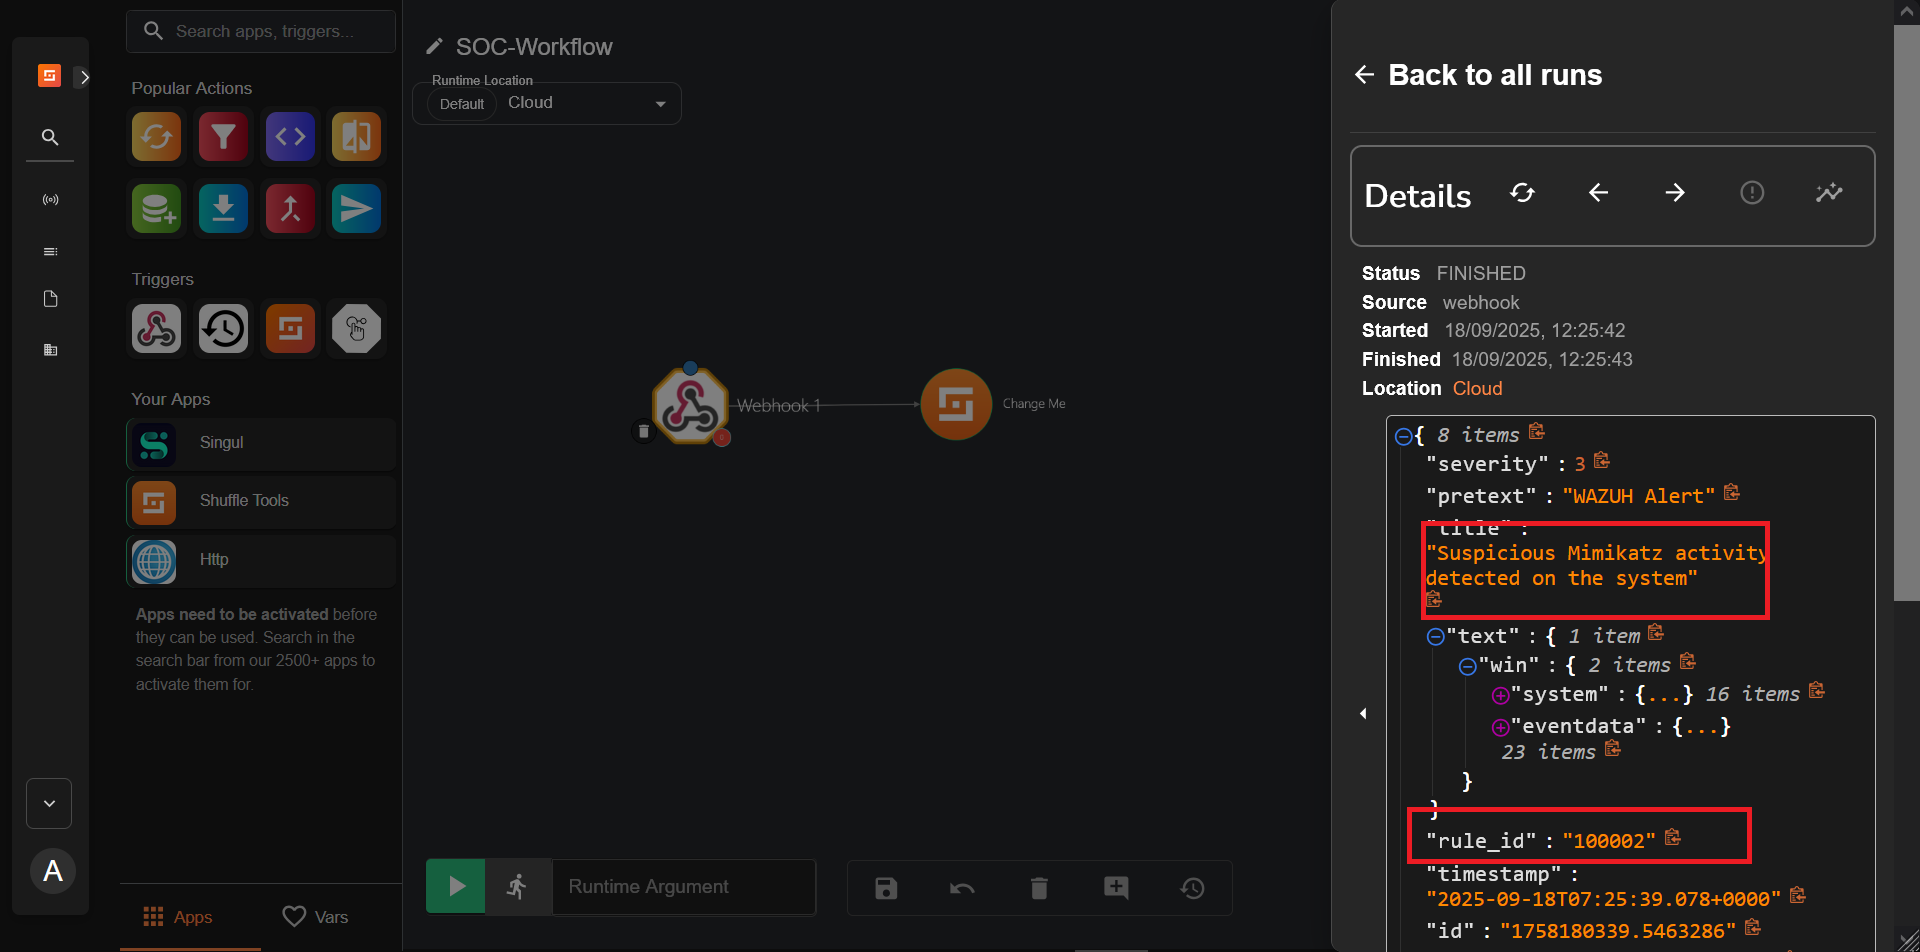 Search apps, triggers...
Popular Actions
Triggers
Your Apps
Singul
Shuffle Tools
Http
Apps need to be activated before
they can be used. Search in the
search bar from our 2500+ apps to
activate them for.
A
Apps
Vars
SOC-Workflow
Runtime Location
Default
Cloud
Webhook 1
Change Me
Runtime Argument
Back to all runs
Details
Status FINISHED
Source webhook
Started 18/09/2025, 12:25:42
Finished 18/09/2025, 12:25:43
Location Cloud
{ 8 items
"severity" : 3
"pretext" : "WAZUH Alert"
"title" :
"Suspicious Mimikatz activity
detected on the system"
"text" : { 1 item
"win" : { 2 items
"system" : {...} 16 items
"eventdata" : {...}
23 items
}
}
"rule_id" : "100002"
"timestamp" :
"2025-09-18T07:25:39.078+0000"
"id" : "1758180339.5463286"